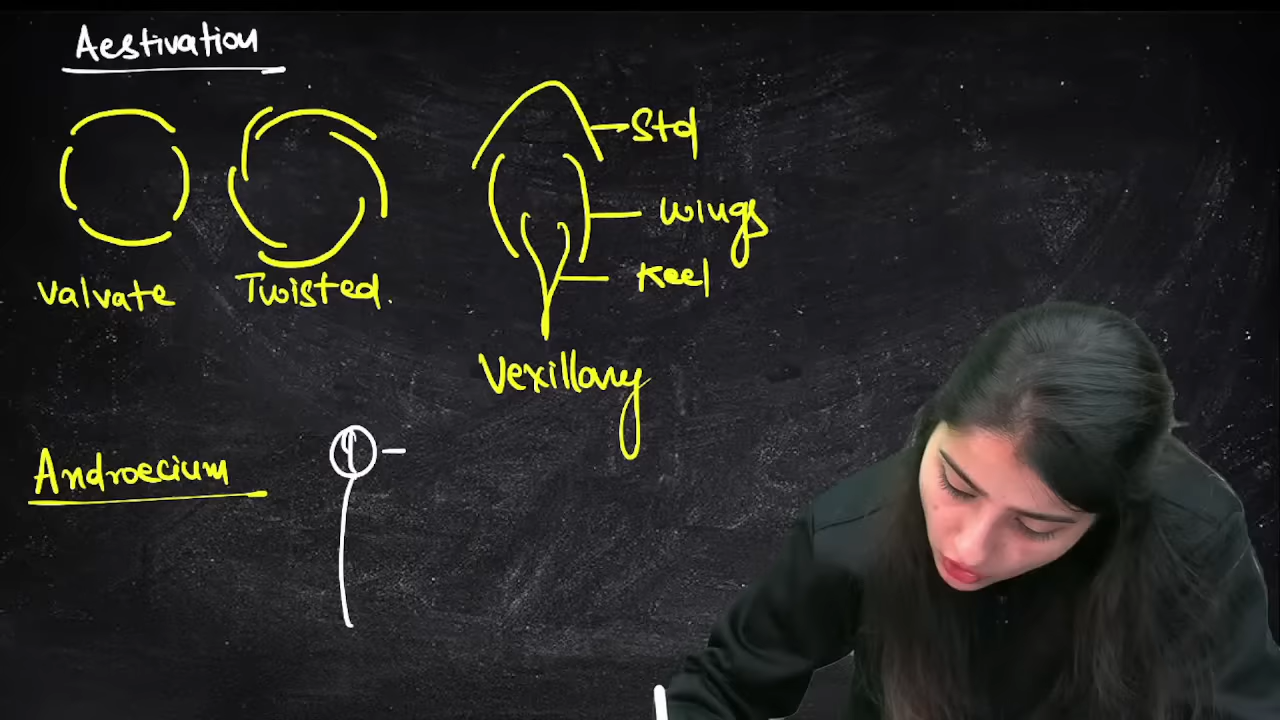 Aestivation
Std
wings
Keel
Valvate
Twisted.
Vexillary
Androecium